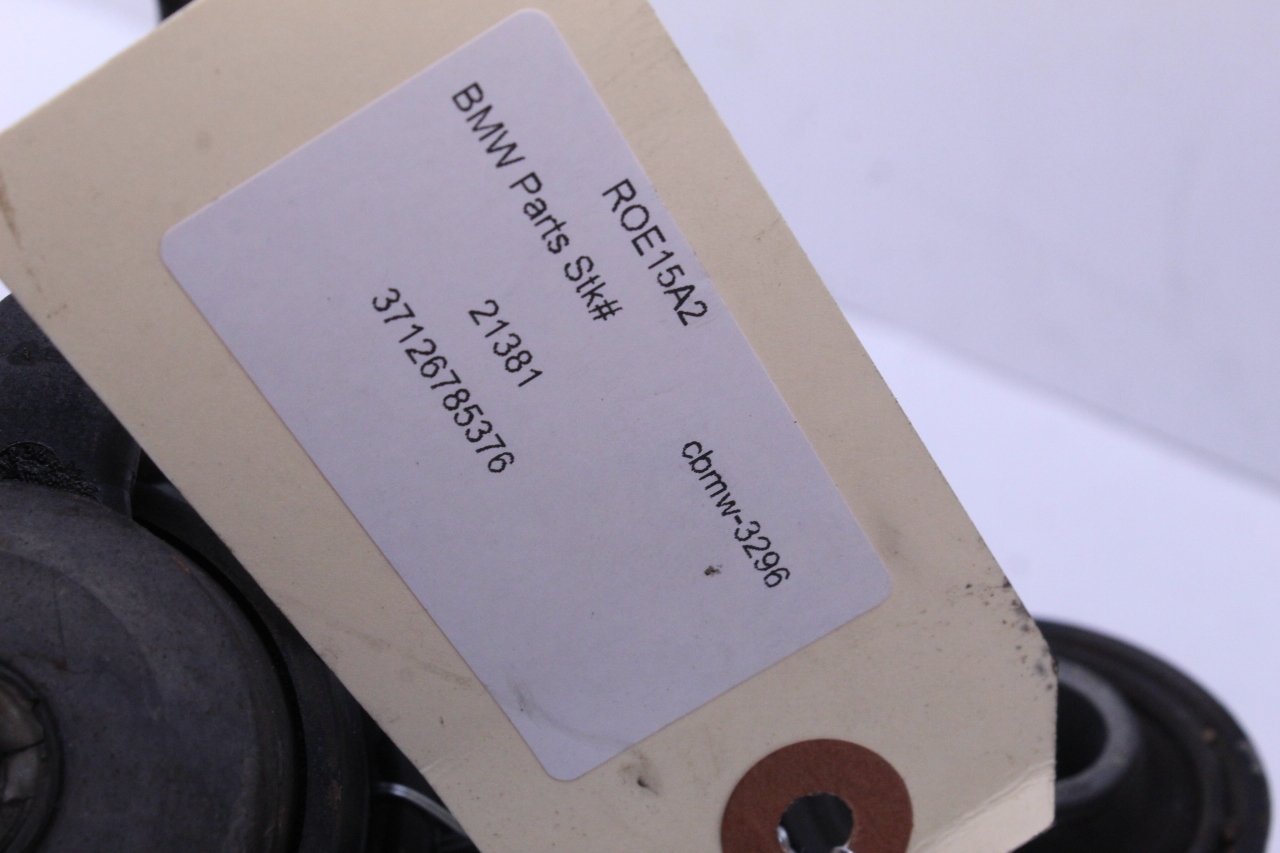 ROE15A2
cbmw-3296
BMW Parts Stk#
21381
37126785376